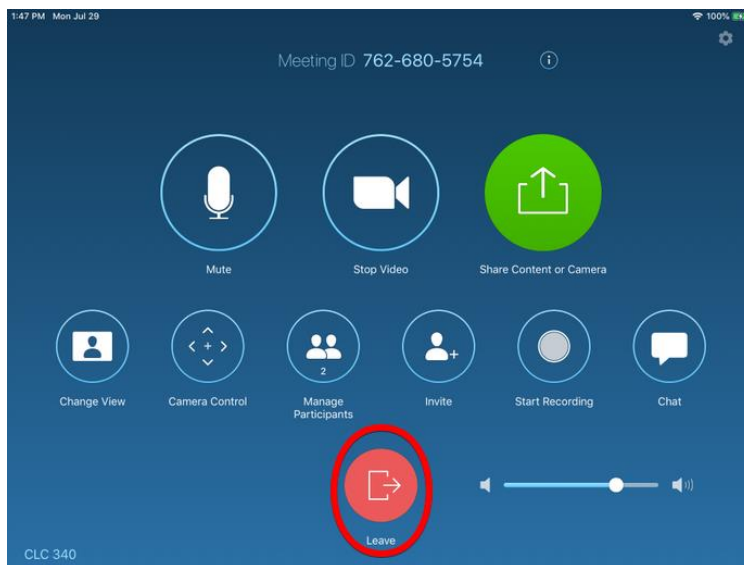 1:47 PM Mon Jul 29 100%
Meeting ID 762-680-5754
Mute Stop Video Share Content or Camera
2
Change View Camera Control Manage Invite Start Recording Chat
Participants
Leave
CLC 340